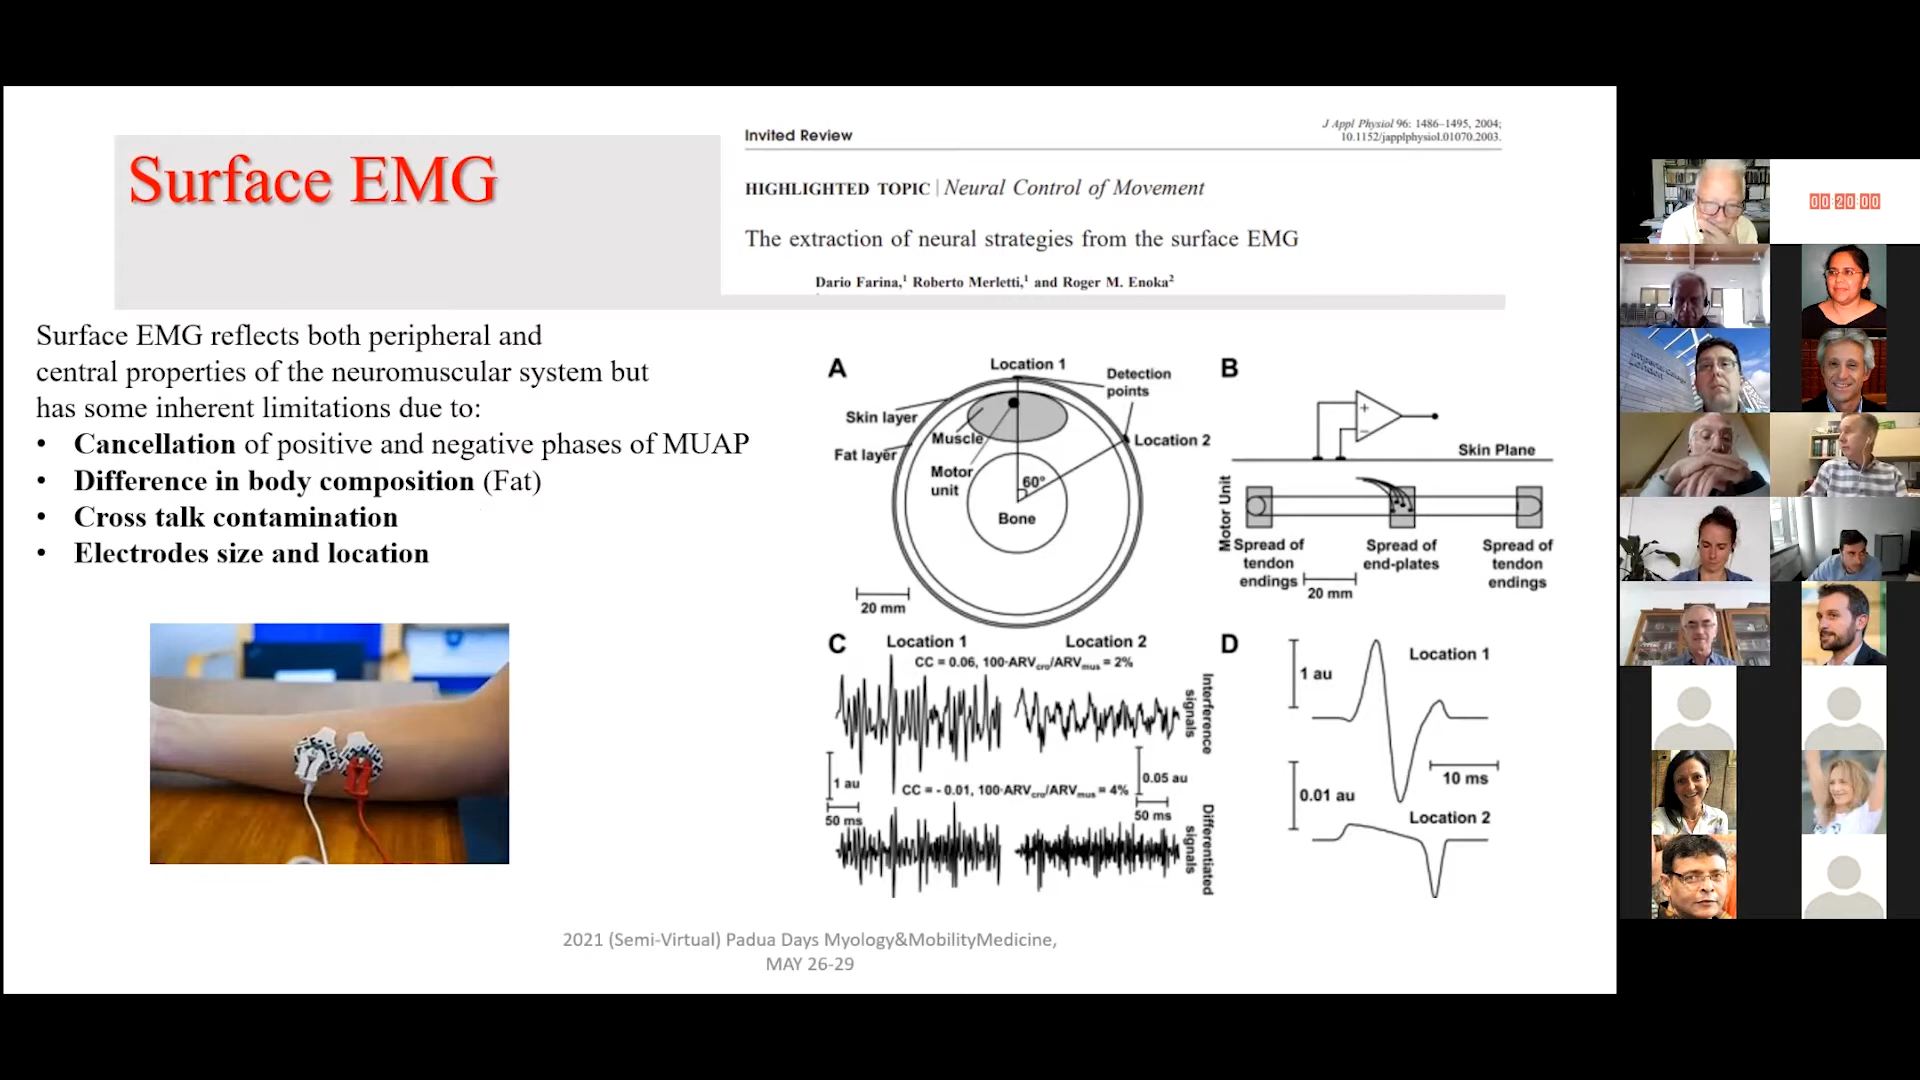 Surface EMG
Invited Review
J Appl Physiol 96: 1486–1495, 2004;
10.1152/japplphysiol.01070.2003.
HIGHLIGHTED TOPIC | Neural Control of Movement
The extraction of neural strategies from the surface EMG
Dario Farina,1 Roberto Merletti,1 and Roger M. Enoka2
Surface EMG reflects both peripheral and
central properties of the neuromuscular system but
has some inherent limitations due to:
• Cancellation of positive and negative phases of MUAP
• Difference in body composition (Fat)
• Cross talk contamination
• Electrodes size and location
A
Location 1
Detection
points
Skin layer
Muscle
Location 2
Fat layer
Motor
unit
60°
Bone
20 mm
B
+
−
Skin Plane
Motor Unit
Spread of
tendon
endings
Spread of
end-plates
Spread of
tendon
endings
20 mm
C
Location 1
Location 2
CC = 0.06, 100·ARVcro/ARVmus = 2%
Interference
signals
1 au
0.05 au
CC = - 0.01, 100·ARVcro/ARVmus = 4%
50 ms
50 ms
Differentiated
signals
D
Location 1
1 au
10 ms
0.01 au
Location 2
2021 (Semi-Virtual) Padua Days Myology&MobilityMedicine,
MAY 26-29
00:20:00
Imperial College
London